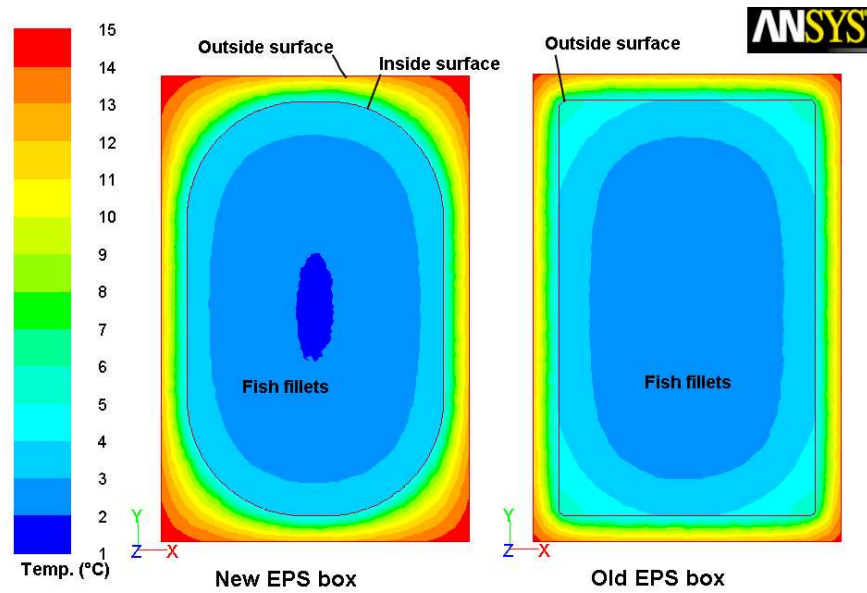 15
14
13
12
11
10
9
8
7
6
5
4
3
2
1
Temp. (°C)
Outside surface
Inside surface
Fish fillets
Y
Z
X
New EPS box
ANSYS
Outside surface
Fish fillets
Y
Z
X
Old EPS box